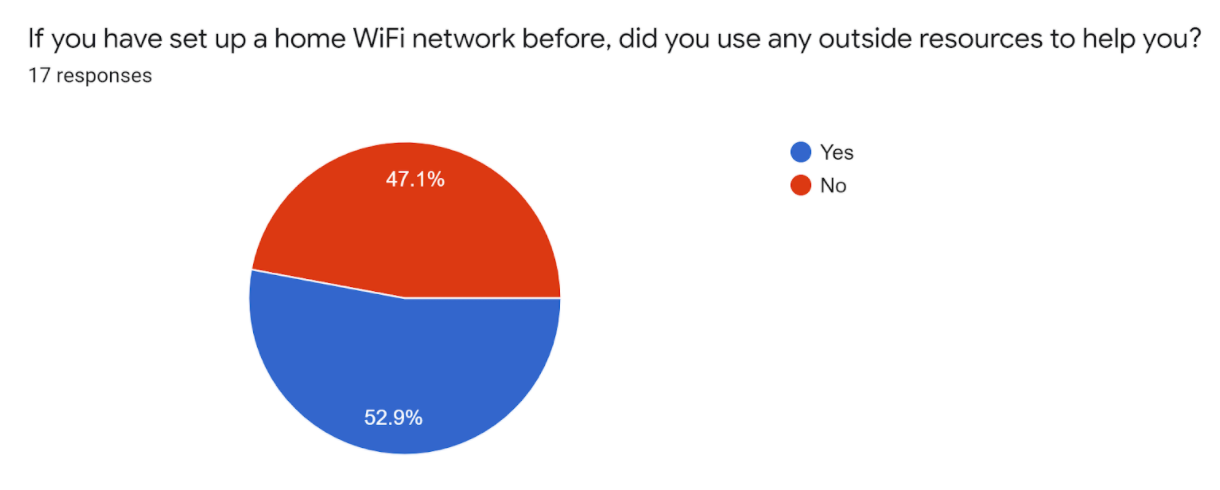 If you have set up a home WiFi network before, did you use any outside resources to help you?
17 responses
47.1%
52.9%
Yes
No